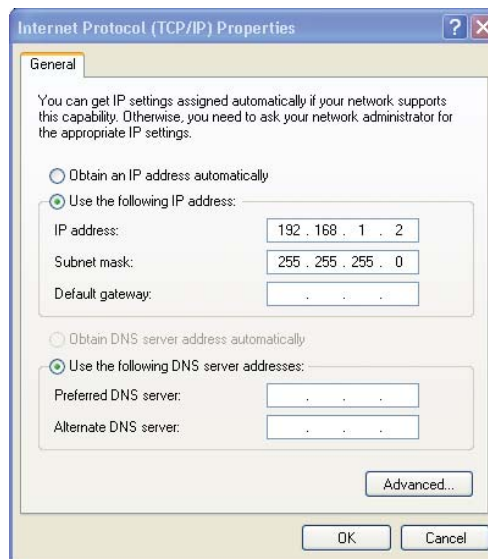 Internet Protocol (TCP/IP) Properties
General
You can get IP settings assigned automatically if your network supports
this capability. Otherwise, you need to ask your network administrator for
the appropriate IP settings.
Obtain an IP address automatically
Use the following IP address:
IP address: 192 . 168 . 1 . 2
Subnet mask: 255 . 255 . 255 . 0
Default gateway: . . .
Obtain DNS server address automatically
Use the following DNS server addresses:
Preferred DNS server: . . .
Alternate DNS server: . . .
Advanced...
OK Cancel